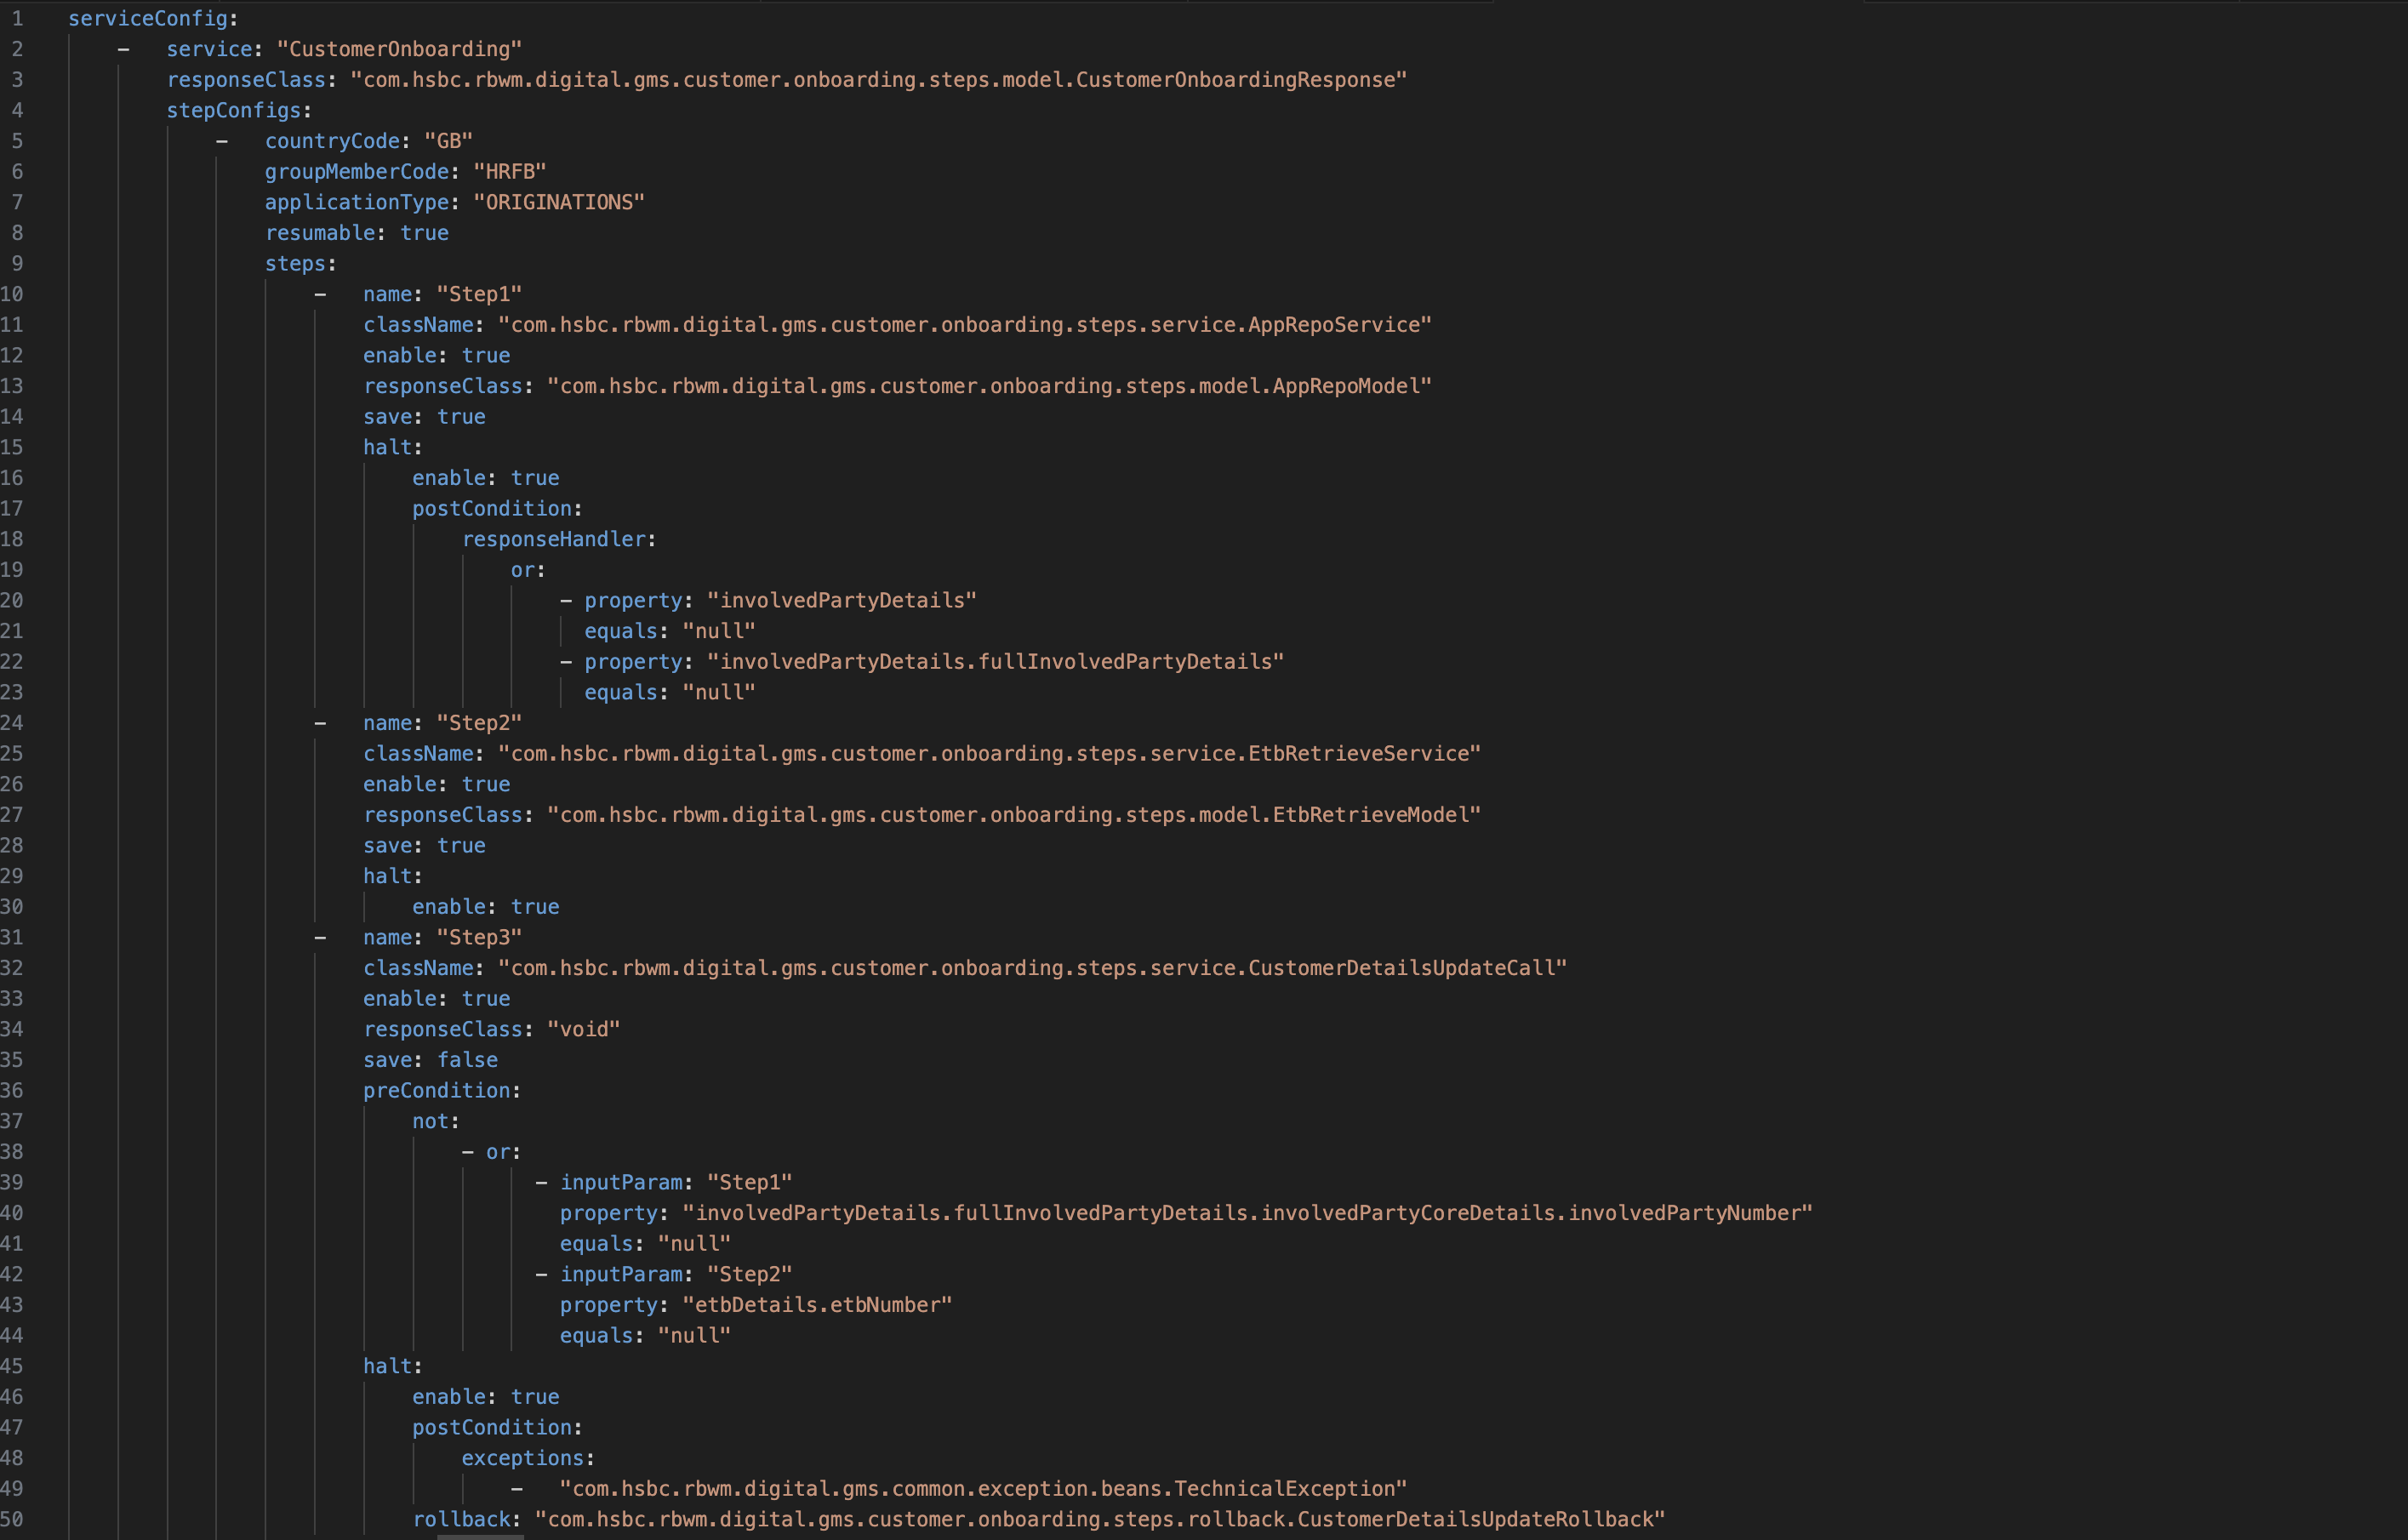 1 serviceConfig:
2 - service: "CustomerOnboarding"
3 responseClass: "com.hsbc.rbwm.digital.gms.customer.onboarding.steps.model.CustomerOnboardingResponse"
4 stepConfigs:
5 - countryCode: "GB"
6 groupMemberCode: "HRFB"
7 applicationType: "ORIGINATIONS"
8 resumable: true
9 steps:
10 - name: "Step1"
11 className: "com.hsbc.rbwm.digital.gms.customer.onboarding.steps.service.AppRepoService"
12 enable: true
13 responseClass: "com.hsbc.rbwm.digital.gms.customer.onboarding.steps.model.AppRepoModel"
14 save: true
15 halt:
16 enable: true
17 postCondition:
18 responseHandler:
19 or:
20 - property: "involvedPartyDetails"
21 equals: "null"
22 - property: "involvedPartyDetails.fullInvolvedPartyDetails"
23 equals: "null"
24 - name: "Step2"
25 className: "com.hsbc.rbwm.digital.gms.customer.onboarding.steps.service.EtbRetrieveService"
26 enable: true
27 responseClass: "com.hsbc.rbwm.digital.gms.customer.onboarding.steps.model.EtbRetrieveModel"
28 save: true
29 halt:
30 enable: true
31 - name: "Step3"
32 className: "com.hsbc.rbwm.digital.gms.customer.onboarding.steps.service.CustomerDetailsUpdateCall"
33 enable: true
34 responseClass: "void"
35 save: false
36 preCondition:
37 not:
38 - or:
39 - inputParam: "Step1"
40 property: "involvedPartyDetails.fullInvolvedPartyDetails.involvedPartyCoreDetails.involvedPartyNumber"
41 equals: "null"
42 - inputParam: "Step2"
43 property: "etbDetails.etbNumber"
44 equals: "null"
45 halt:
46 enable: true
47 postCondition:
48 exceptions:
49 - "com.hsbc.rbwm.digital.gms.common.exception.beans.TechnicalException"
50 rollback: "com.hsbc.rbwm.digital.gms.customer.onboarding.steps.rollback.CustomerDetailsUpdateRollback"